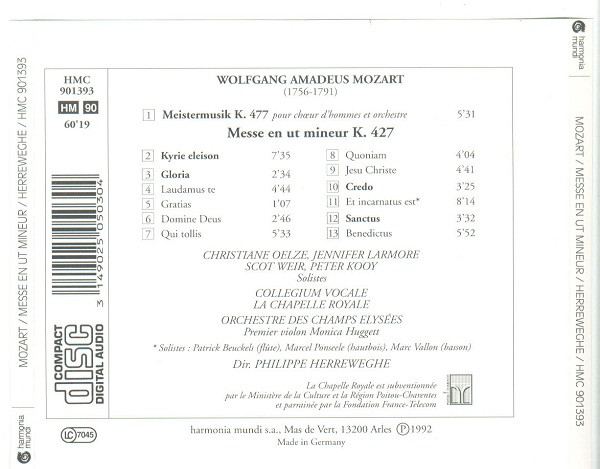 MOZART / MESSE EN UT MINEUR / HERREWEGHE / HMC 901393
harmonia
mundi
HMC
901393
HM 90
60'19
3 149025 050304
COMPACT
disc
DIGITAL AUDIO
LC 7045
WOLFGANG AMADEUS MOZART
(1756-1791)
1 Meistermusik K. 477 pour chœur d'hommes et orchestre 5'31
Messe en ut mineur K. 427
2 Kyrie eleison 7'35
3 Gloria 2'34
4 Laudamus te 4'44
5 Gratias 1'07
6 Domine Deus 2'46
7 Qui tollis 5'33
8 Quoniam 4'04
9 Jesu Christe 4'41
10 Credo 3'25
11 Et incarnatus est* 8'14
12 Sanctus 3'32
13 Benedictus 5'52
CHRISTIANE OELZE, JENNIFER LARMORE
SCOT WEIR, PETER KOOY
Solistes
COLLEGIUM VOCALE
LA CHAPELLE ROYALE
ORCHESTRE DES CHAMPS ELYSÉES
Premier violon Monica Huggett
* Solistes : Patrick Beuckels (flûte), Marcel Ponseele (hautbois), Marc Vallon (basson)
Dir. PHILIPPE HERREWEGHE
La Chapelle Royale est subventionnée
par le Ministère de la Culture et la Région Poitou-Charentes
et parrainée par la Fondation France-Telecom
harmonia mundi s.a., Mas de Vert, 13200 Arles Ⓟ 1992
Made in Germany
harmonia
mundi
MOZART / MESSE EN UT MINEUR / HERREWEGHE / HMC 901393